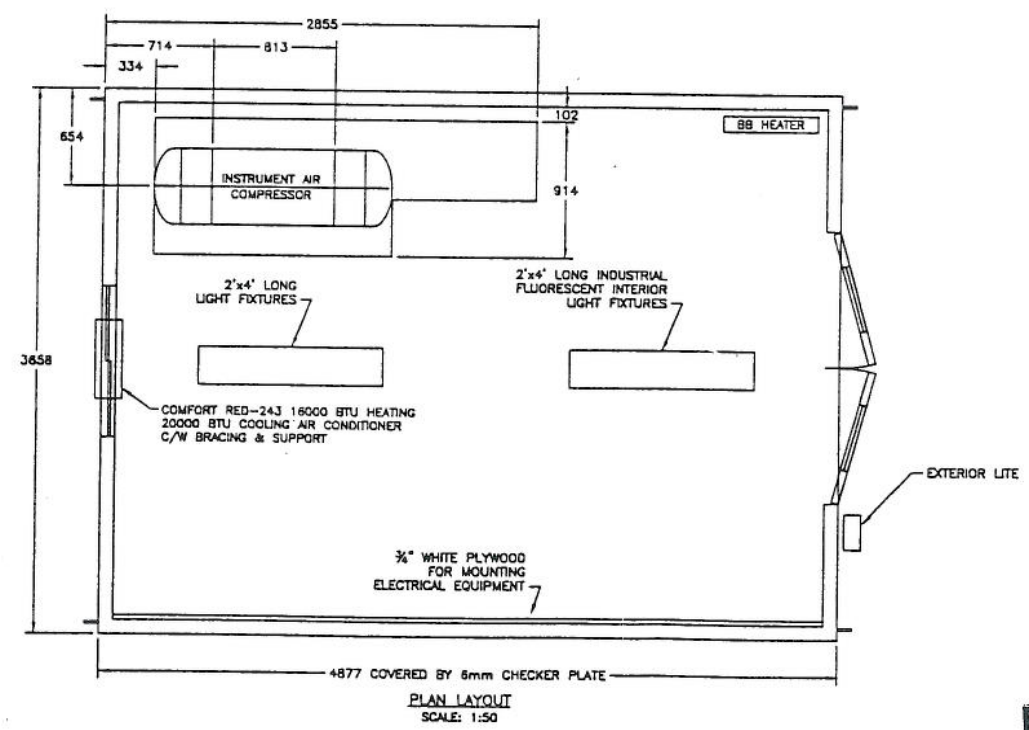 2855
714
813
334
102
BB HEATER
654
914
INSTRUMENT AIR
COMPRESSOR
2'x4' LONG
LIGHT FIXTURES
2'x4' LONG INDUSTRIAL
FLUORESCENT INTERIOR
LIGHT FIXTURES
3658
COMFORT RED-243 16000 BTU HEATING
20000 BTU COOLING AIR CONDITIONER
C/W BRACING & SUPPORT
EXTERIOR LITE
¾" WHITE PLYWOOD
FOR MOUNTING
ELECTRICAL EQUIPMENT
4877 COVERED BY 6mm CHECKER PLATE
PLAN LAYOUT
SCALE: 1:50